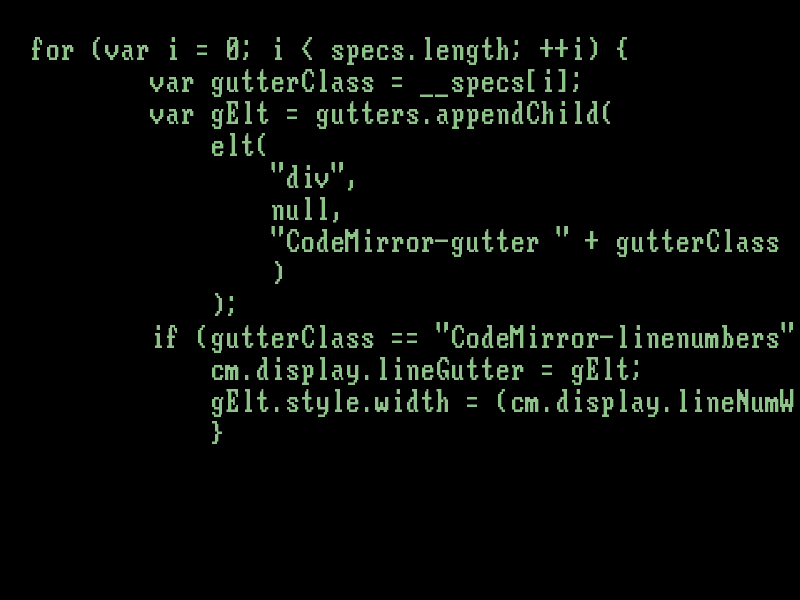 for (var i = 0; i < specs.length; ++i) {
var gutterClass = __specs[i];
var gElt = gutters.appendChild(
elt(
"div",
null,
"CodeMirror-gutter " + gutterClass
)
);
if (gutterClass == "CodeMirror-linenumbers"
cm.display.lineGutter = gElt;
gElt.style.width = (cm.display.lineNumW
}